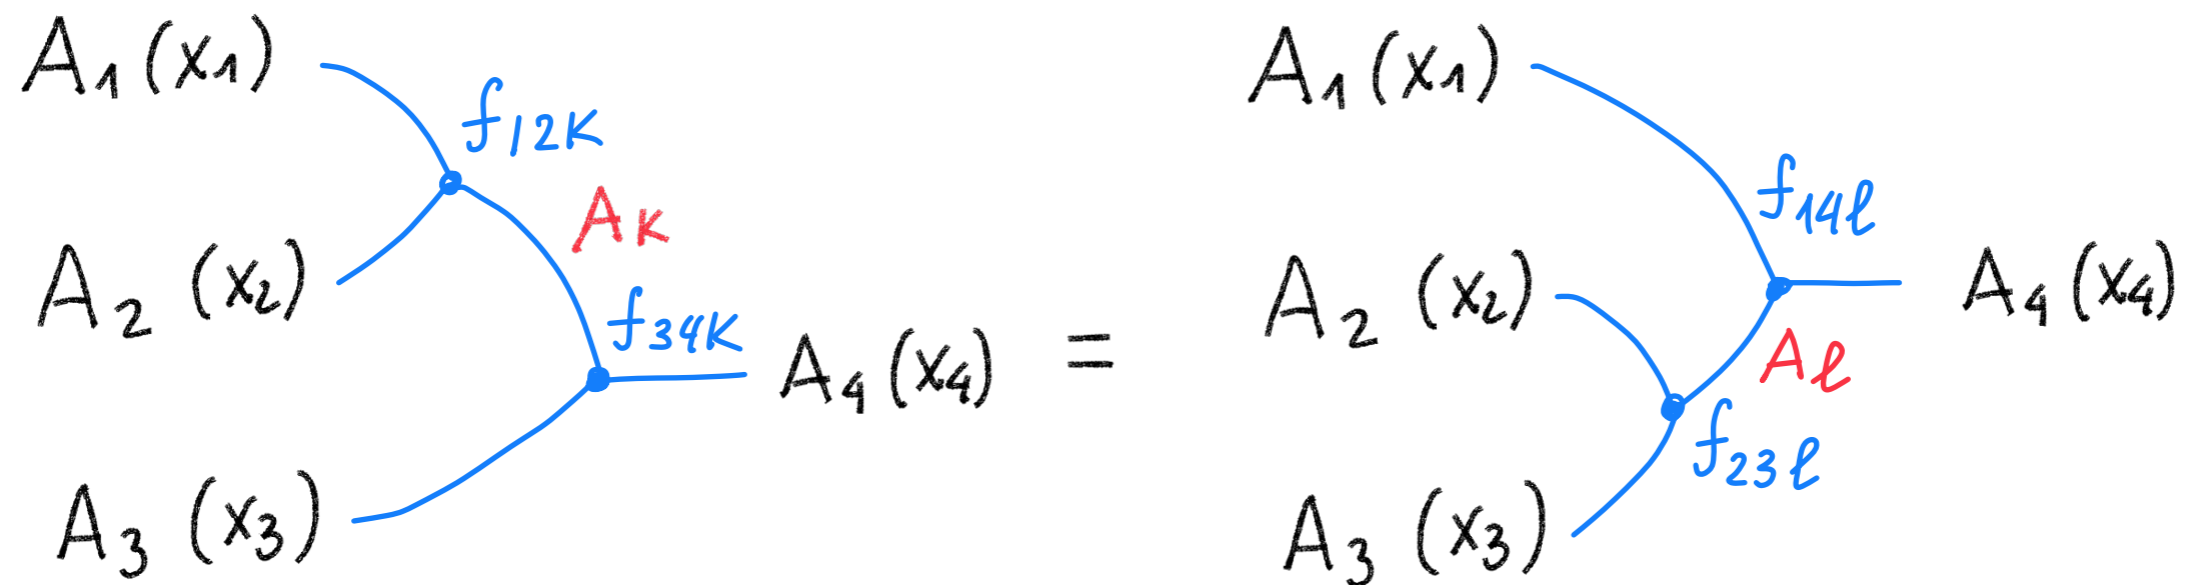 A₁(x₁)
f₁₂ₖ
Aₖ
A₂(x₂)
f₃₄ₖ
A₄(x₄)
A₃(x₃)
=
A₁(x₁)
f₁₄ℓ
A₂(x₂)
A₄(x₄)
Aℓ
f₂₃ℓ
A₃(x₃)